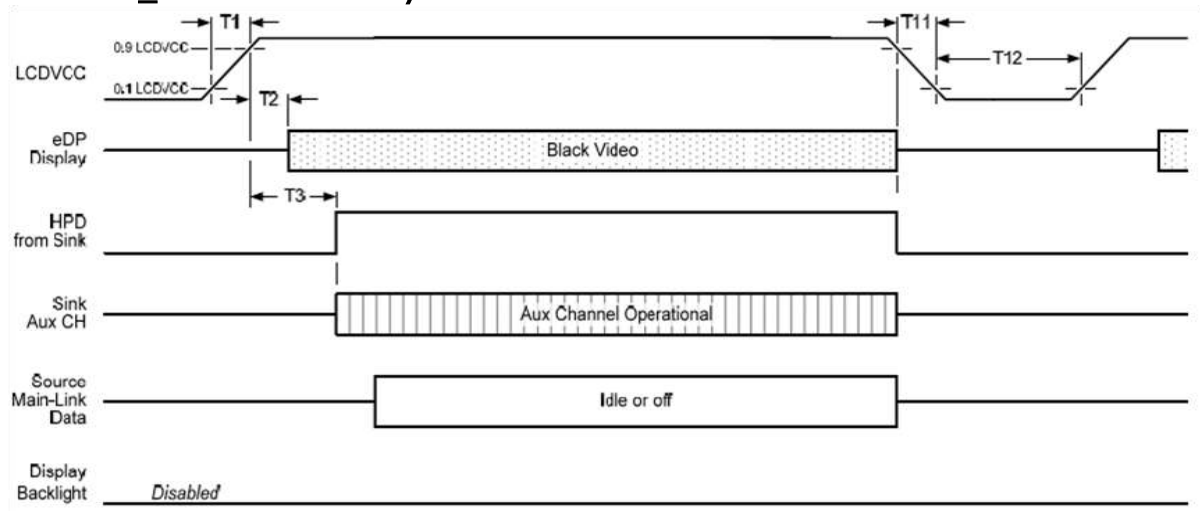 T1
T11
0.9 LCDVCC
T12
LCDVCC
0.1 LCDVCC
T2
eDP
Display
Black Video
T3
HPD
from Sink
Sink
Aux CH
Aux Channel Operational
Source
Main-Link
Data
Idle or off
Display
Backlight
Disabled